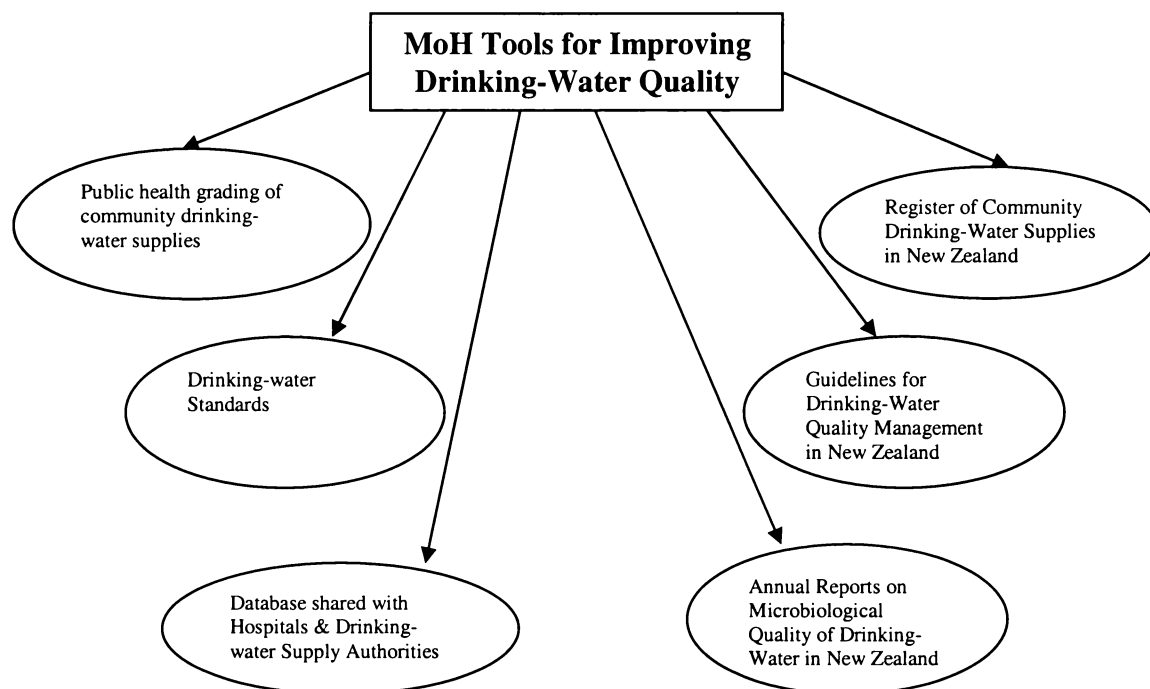 MoH Tools for Improving
Drinking-Water Quality
Public health grading of
community drinking-
water supplies
Register of Community
Drinking-Water Supplies
in New Zealand
Drinking-water
Standards
Guidelines for
Drinking-Water
Quality Management
in New Zealand
Database shared with
Hospitals & Drinking-
water Supply Authorities
Annual Reports on
Microbiological
Quality of Drinking-
Water in New Zealand